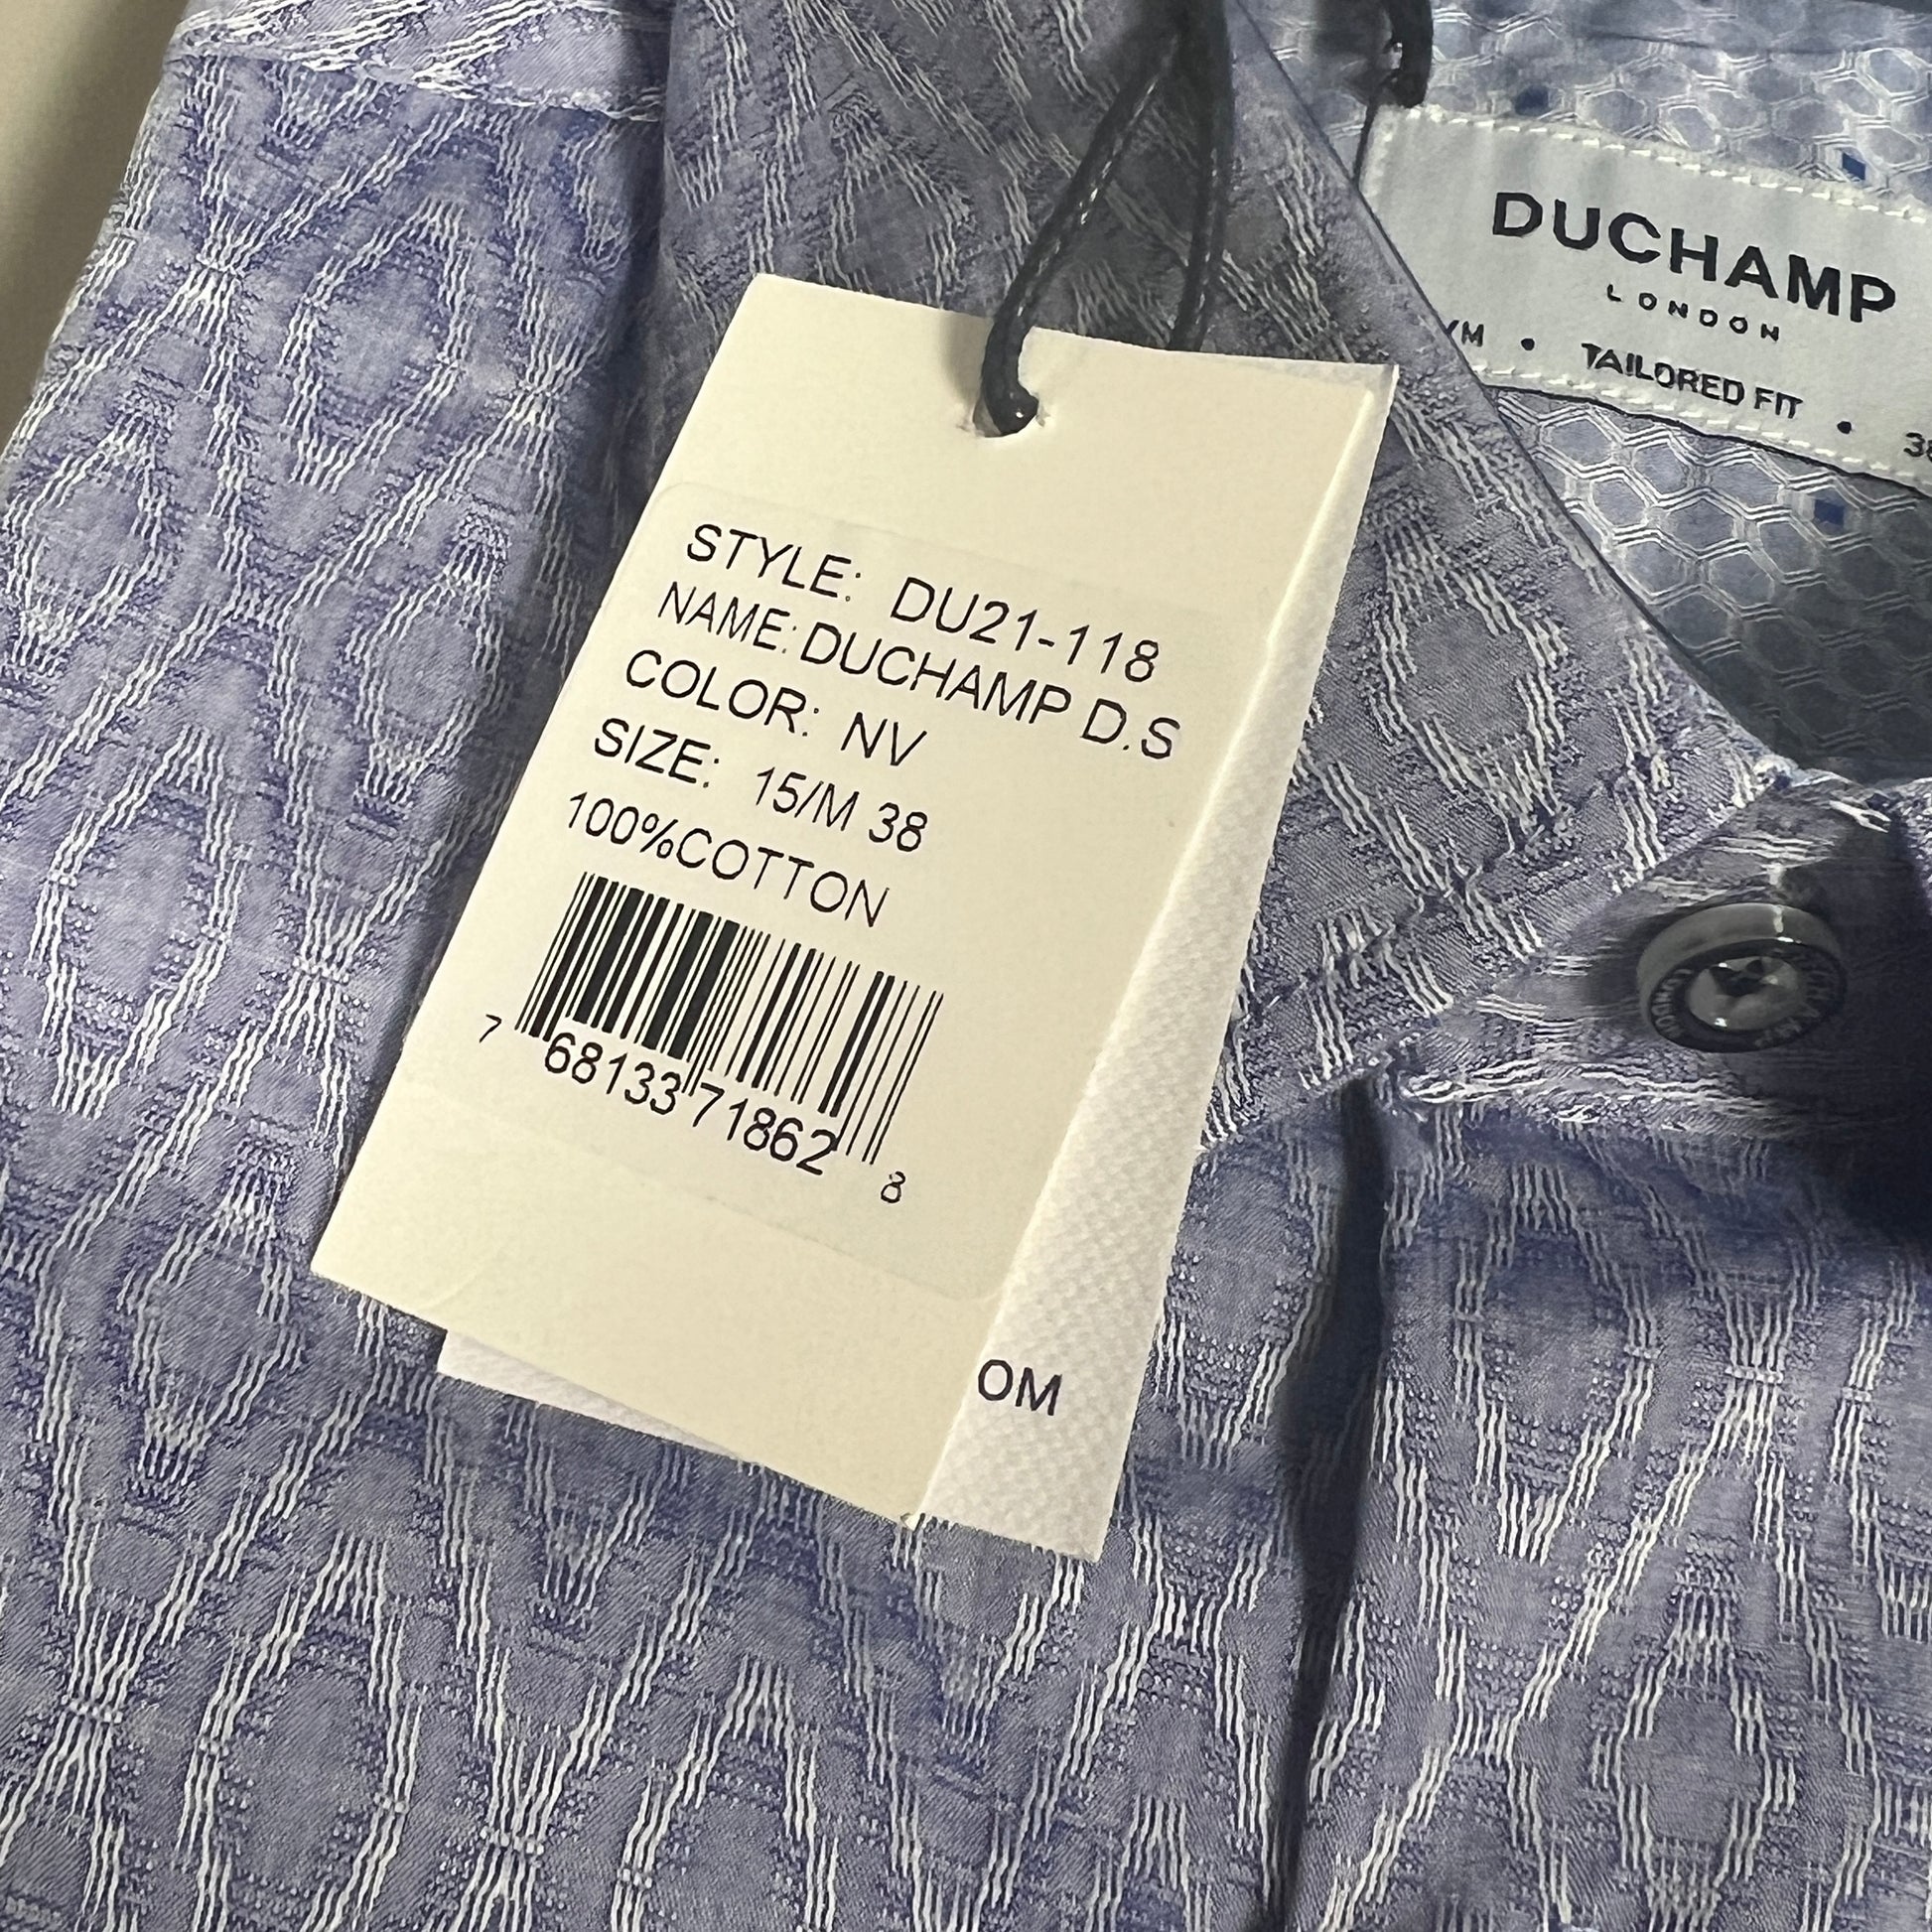 DUCHAMP
LONDON
/M • TAILORED FIT • 38
STYLE: DU21-118
NAME: DUCHAMP D.S
COLOR: NV
SIZE: 15/M 38
100%COTTON
7 68133 71862 8
OM